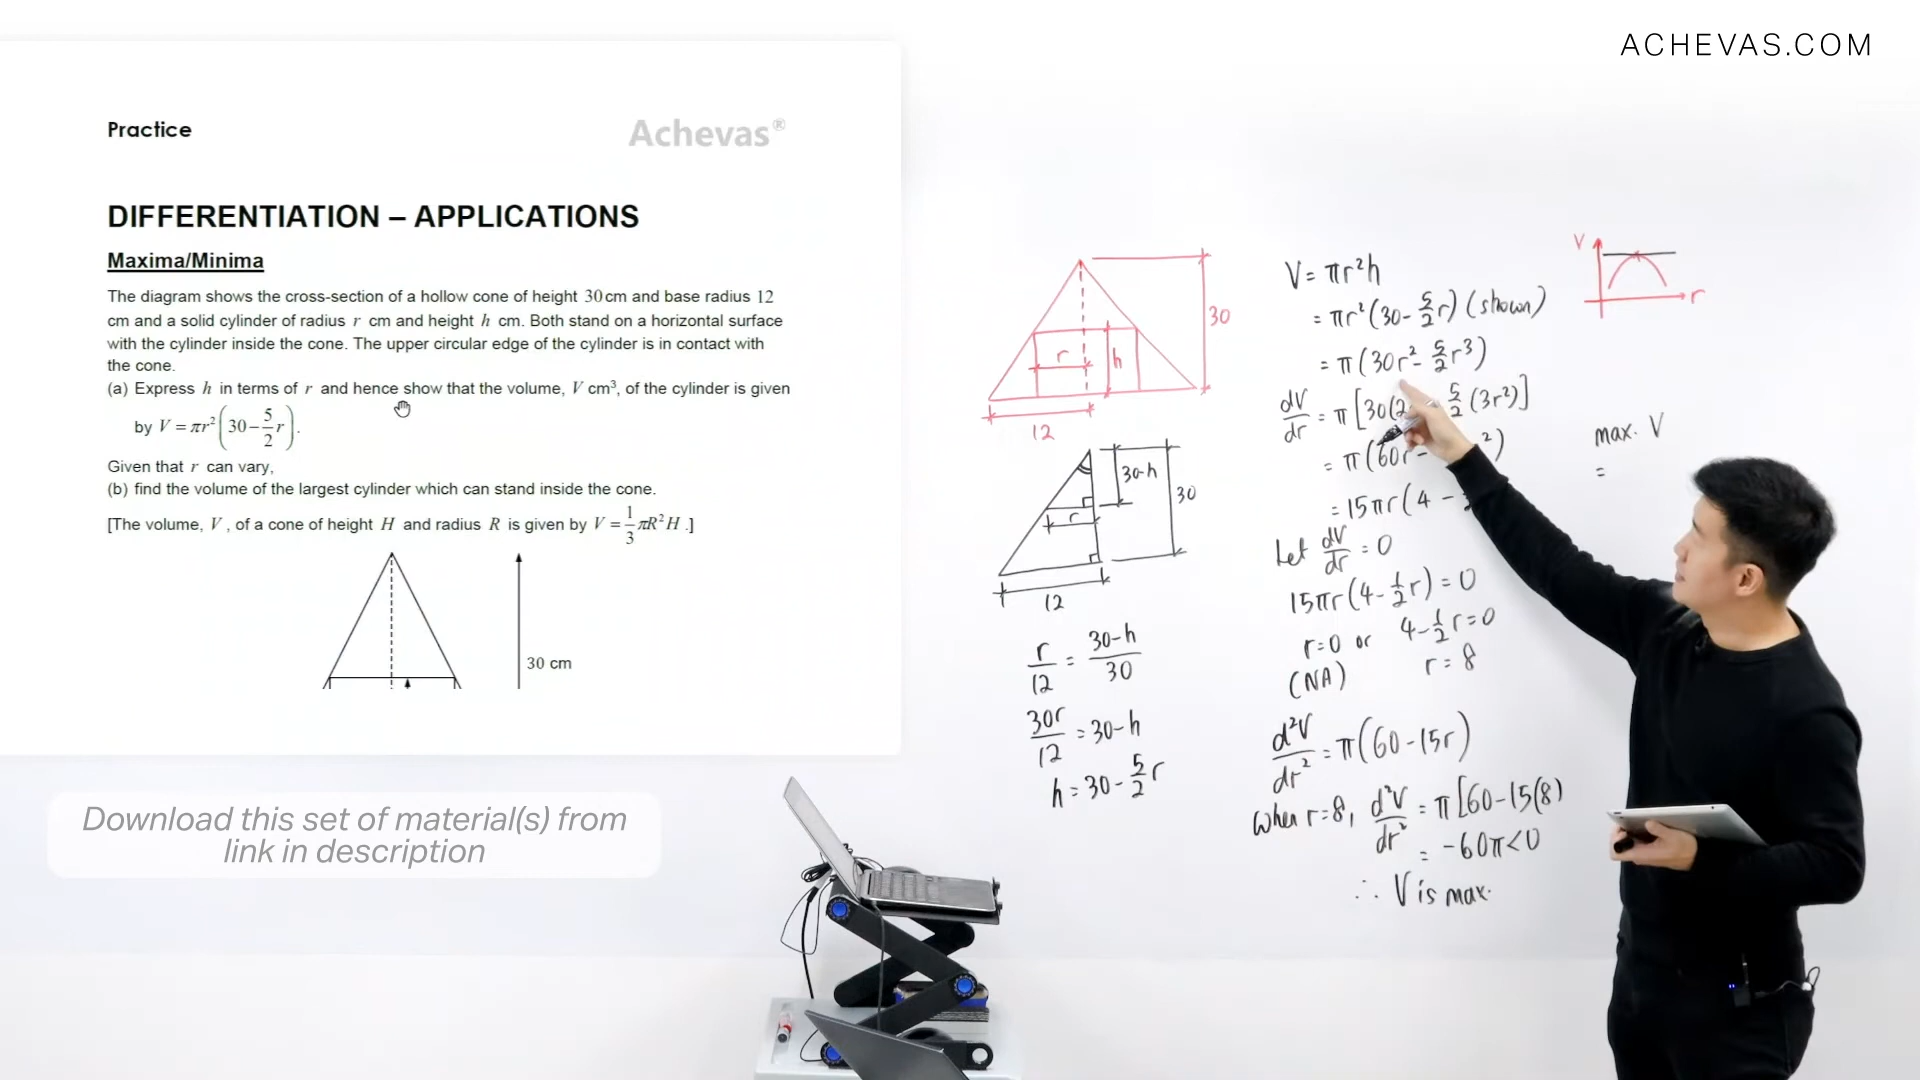 ACHEVAS.COM
Practice
Achevas®
DIFFERENTIATION – APPLICATIONS
Maxima/Minima
The diagram shows the cross-section of a hollow cone of height 30 cm and base radius 12
cm and a solid cylinder of radius r cm and height h cm. Both stand on a horizontal surface
with the cylinder inside the cone. The upper circular edge of the cylinder is in contact with
the cone.
(a) Express h in terms of r and hence show that the volume, V cm³, of the cylinder is given
by V = πr²(30 − 5/2 r).
Given that r can vary,
(b) find the volume of the largest cylinder which can stand inside the cone.
[The volume, V, of a cone of height H and radius R is given by V = 1/3 πR²H .]
30 cm
Download this set of material(s) from
link in description
30
r
h
12
30-h
30
r
12
r/12 = (30-h)/30
30r/12 = 30-h
h = 30 - 5/2 r
V = πr²h
= πr²(30 - 5/2 r) (shown)
= π(30r² - 5/2 r³)
dV/dr = π[30(2 5/2 (3r²)]
= π(60r - ²)
= 15πr(4 -
Let dV/dr = 0
15πr(4 - 1/2 r) = 0
r = 0 or 4 - 1/2 r = 0
(NA) r = 8
d²V/dr² = π(60 - 15r)
When r = 8, d²V/dr² = π[60 - 15(8)
= -60π < 0
∴ V is max.
V
r
max. V
=